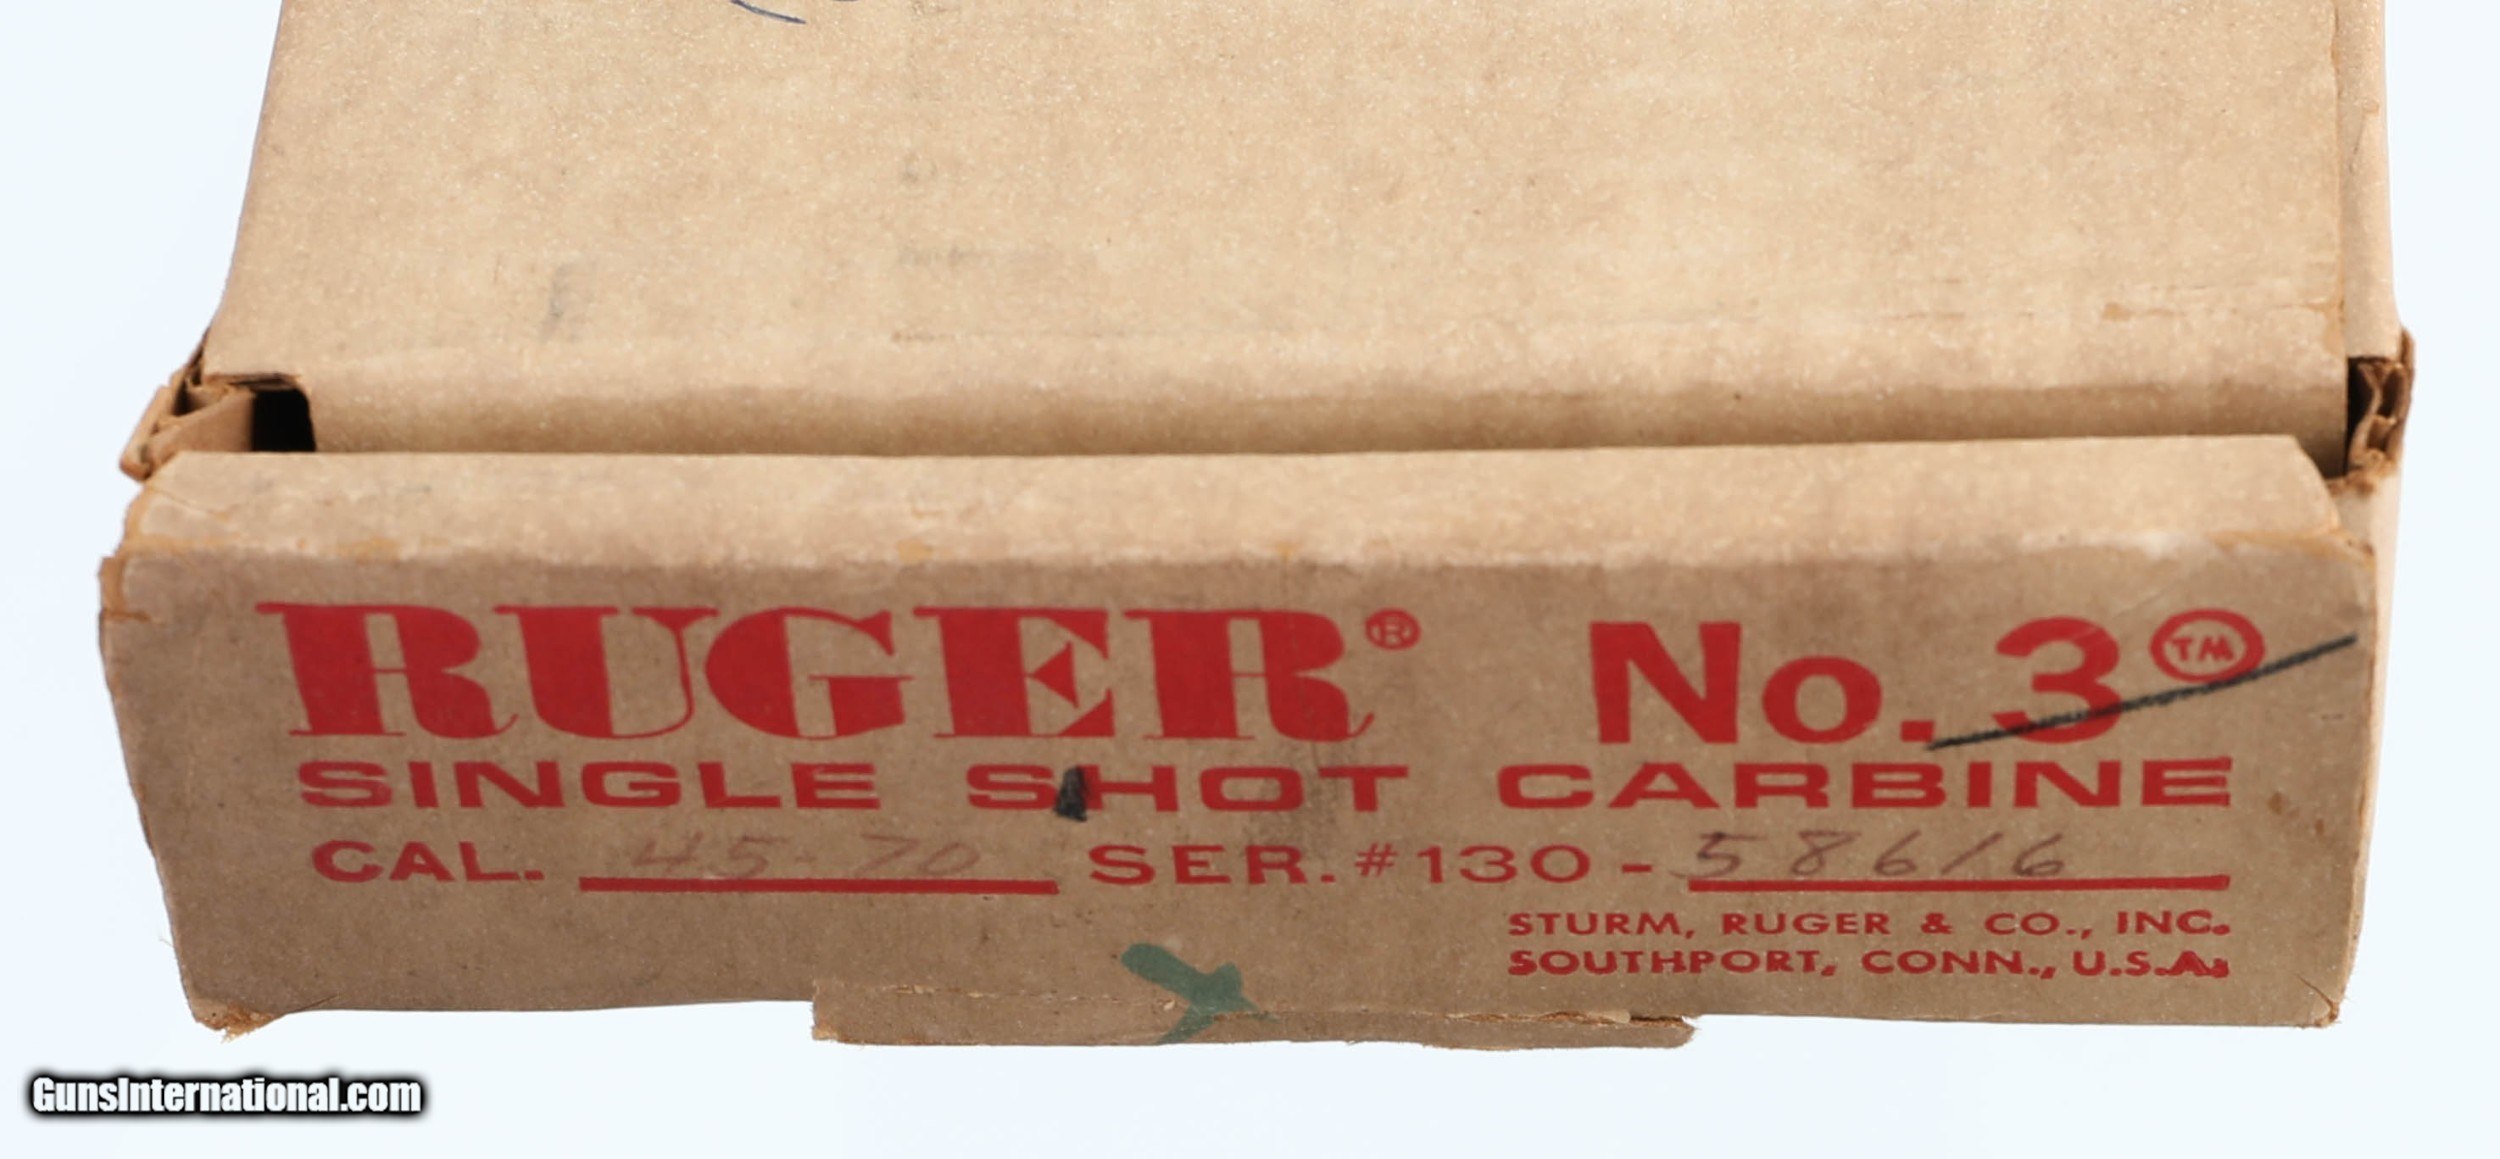 RUGER® No. 3™
SINGLE SHOT CARBINE
CAL. 45-70 SER. #130-58616
STURM, RUGER & CO., INC.
SOUTHPORT, CONN., U.S.A.
GunsInternational.com